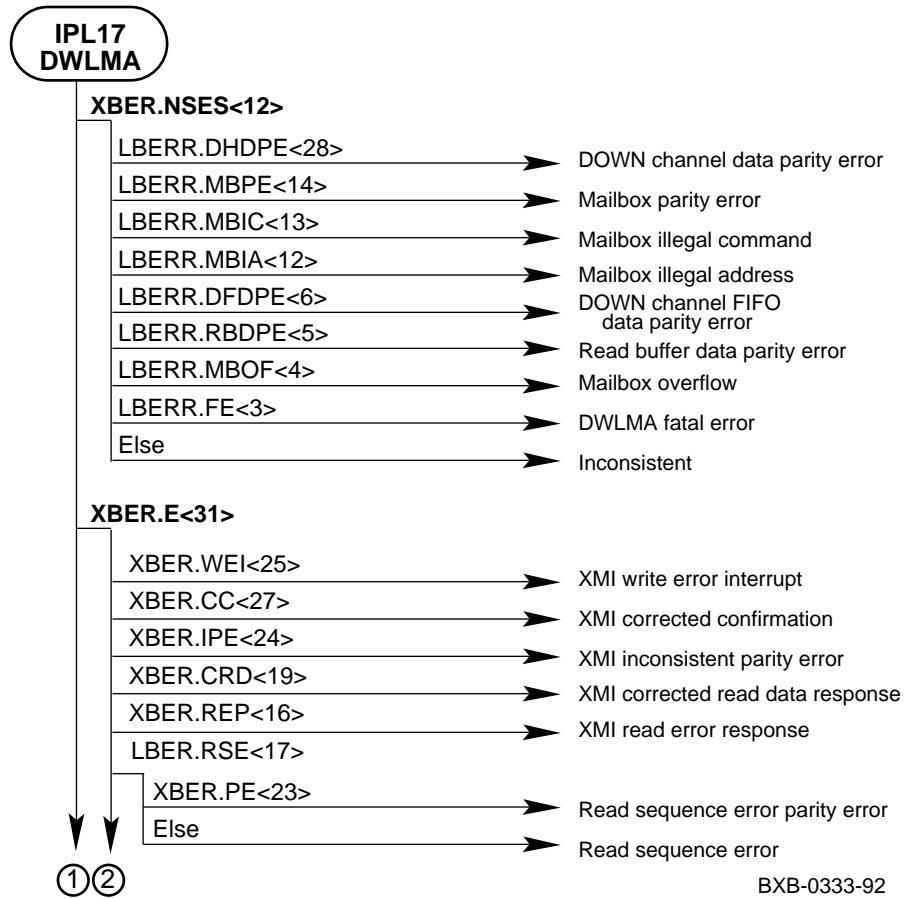 IPL17
DWLMA
XBER.NSES<12>
LBERR.DHDPE<28>
DOWN channel data parity error
LBERR.MBPE<14>
Mailbox parity error
LBERR.MBIC<13>
Mailbox illegal command
LBERR.MBIA<12>
Mailbox illegal address
LBERR.DFDPE<6>
DOWN channel FIFO
data parity error
LBERR.RBDPE<5>
Read buffer data parity error
LBERR.MBOF<4>
Mailbox overflow
LBERR.FE<3>
DWLMA fatal error
Else
Inconsistent
XBER.E<31>
XBER.WEI<25>
XMI write error interrupt
XBER.CC<27>
XMI corrected confirmation
XBER.IPE<24>
XMI inconsistent parity error
XBER.CRD<19>
XMI corrected read data response
XBER.REP<16>
XMI read error response
LBER.RSE<17>
XBER.PE<23>
Read sequence error parity error
Else
Read sequence error
1 2
BXB-0333-92